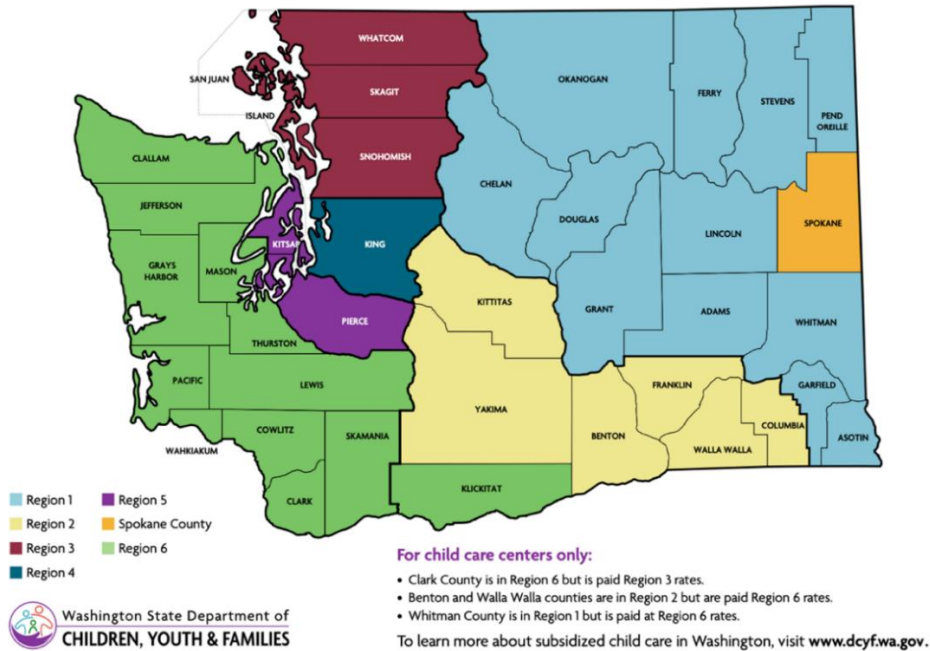 WHATCOM
SAN JUAN
SKAGIT
ISLAND
SNOHOMISH
OKANOGAN
FERRY
STEVENS
PEND
OREILLE
CLALLAM
JEFFERSON
CHELAN
DOUGLAS
LINCOLN
SPOKANE
KITSAP
KING
GRAYS
HARBOR
MASON
KITTITAS
GRANT
ADAMS
WHITMAN
PIERCE
THURSTON
PACIFIC
LEWIS
YAKIMA
FRANKLIN
GARFIELD
BENTON
WALLA WALLA
COLUMBIA
ASOTIN
WAHKIAKUM
COWLITZ
SKAMANIA
CLARK
KLICKITAT
Region 1
Region 2
Region 3
Region 4
Region 5
Spokane County
Region 6
For child care centers only:
• Clark County is in Region 6 but is paid Region 3 rates.
• Benton and Walla Walla counties are in Region 2 but are paid Region 6 rates.
• Whitman County is in Region 1 but is paid at Region 6 rates.
To learn more about subsidized child care in Washington, visit www.dcyf.wa.gov.
Washington State Department of
CHILDREN, YOUTH & FAMILIES